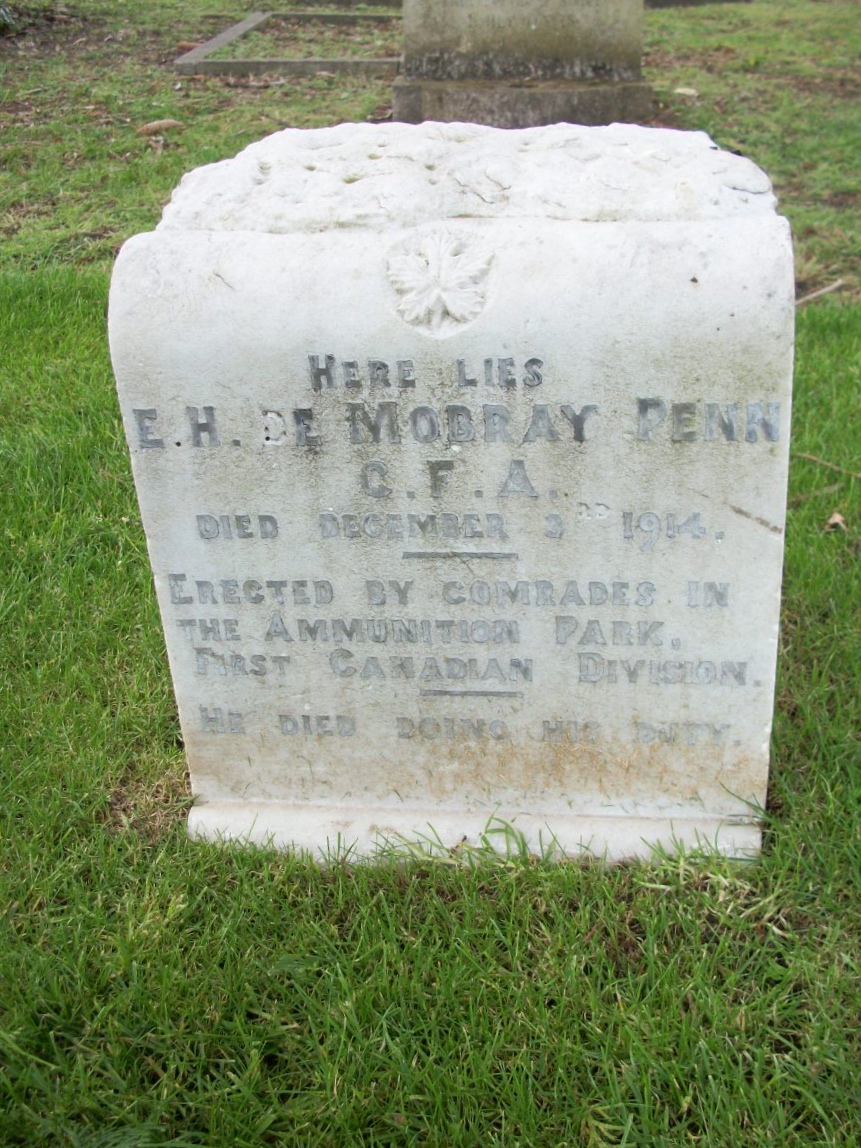 HERE LIES
E. H. DE MOBRAY PENN
C. F. A.
DIED DECEMBER 3RD 1914.
ERECTED BY COMRADES IN
THE AMMUNITION PARK,
FIRST CANADIAN DIVISION.
HE DIED DOING HIS DUTY.